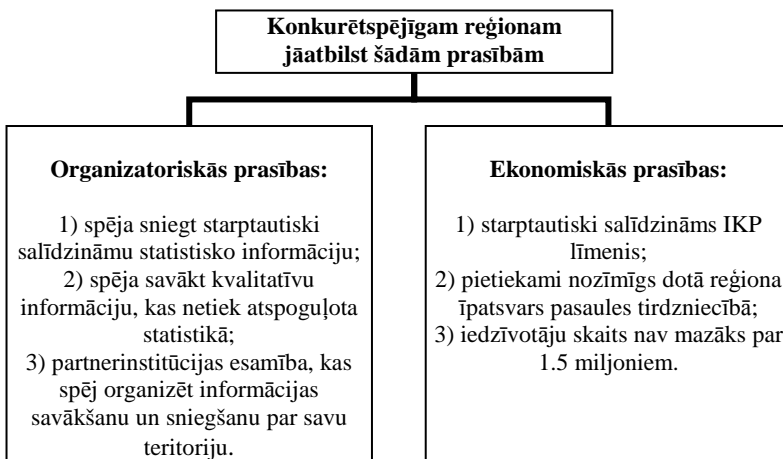 Konkurētspējīgam reģionam
jāatbilst šādām prasībām
Organizatoriskās prasības:
1) spēja sniegt starptautiski
salīdzināmu statistisko informāciju;
2) spēja savākt kvalitatīvu
informāciju, kas netiek atspoguļota
statistikā;
3) partnerinstitūcijas esamība, kas
spēj organizēt informācijas
savākšanu un sniegšanu par savu
teritoriju.
Ekonomiskās prasības:
1) starptautiski salīdzināms IKP
līmenis;
2) pietiekami nozīmīgs dotā reģiona
īpatsvars pasaules tirdzniecībā;
3) iedzīvotāju skaits nav mazāks par
1.5 miljoniem.